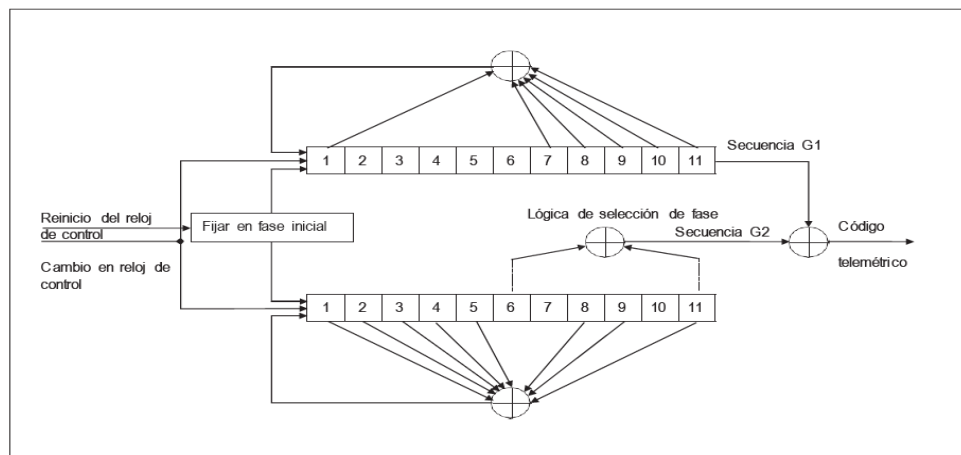 1 2 3 4 5 6 7 8 9 10 11
Secuencia G1
Reinicio del reloj
de control
Fijar en fase inicial
Lógica de selección de fase
Secuencia G2
Código
telemétrico
Cambio en reloj de
control
1 2 3 4 5 6 7 8 9 10 11